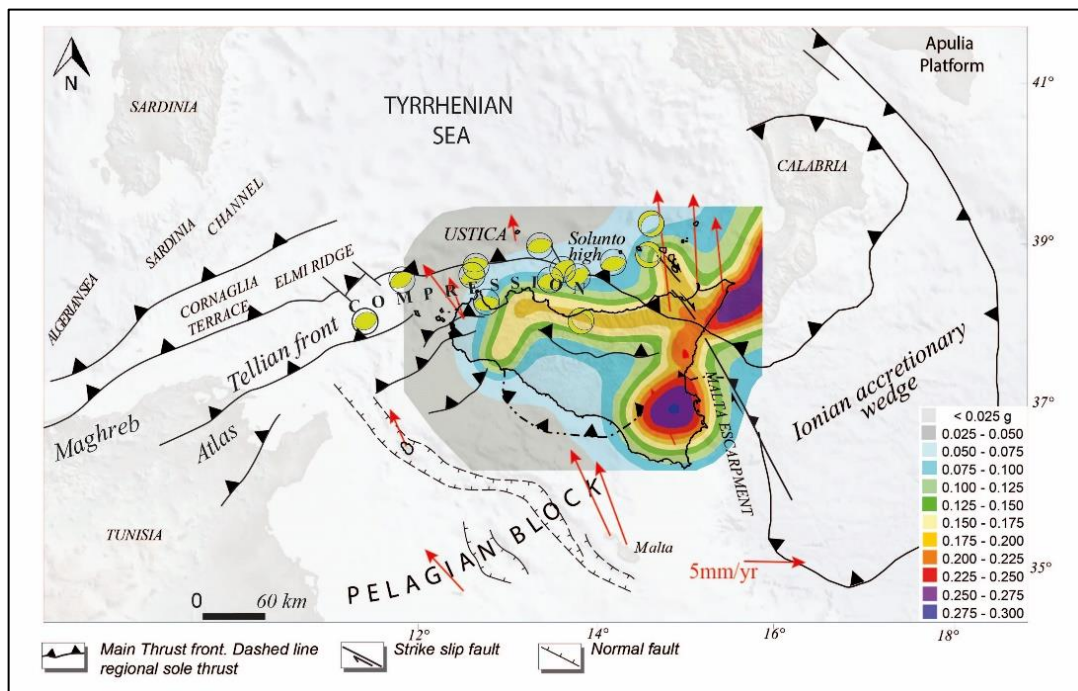 Apulia
Platform
N
SARDINIA
TYRRHENIAN
SEA
41°
CALABRIA
SARDINIA CHANNEL
ALGERIAN SEA
CORNAGLIA
TERRACE
ELMI RIDGE
USTICA
Solunto
high
39°
COMPRESSION
Tellian front
Maghreb
Atlas
MALTA ESCARPMENT
Ionian accretionary
wedge
37°
TUNISIA
PELAGIAN BLOCK
Malta
5mm/yr
35°
< 0.025 g
0.025 - 0.050
0.050 - 0.075
0.075 - 0.100
0.100 - 0.125
0.125 - 0.150
0.150 - 0.175
0.175 - 0.200
0.200 - 0.225
0.225 - 0.250
0.250 - 0.275
0.275 - 0.300
0 60 km
12° 14° 16° 18°
Main Thrust front. Dashed line
regional sole thrust
Strike slip fault
Normal fault